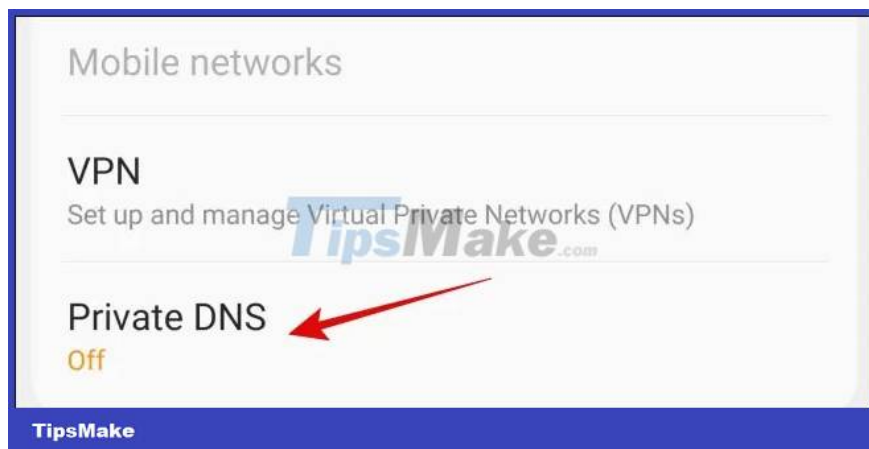 Mobile networks
VPN
Set up and manage Virtual Private Networks (VPNs)
TipsMake.com
Private DNS
Off
TipsMake